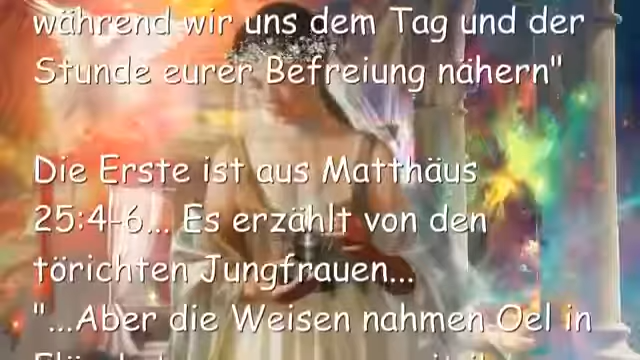 während wir uns dem Tag und der
Stunde eurer Befreiung nähern"
Die Erste ist aus Matthäus
25:4-6... Es erzählt von den
törichten Jungfrauen...
"...Aber die Weisen nahmen Oel in